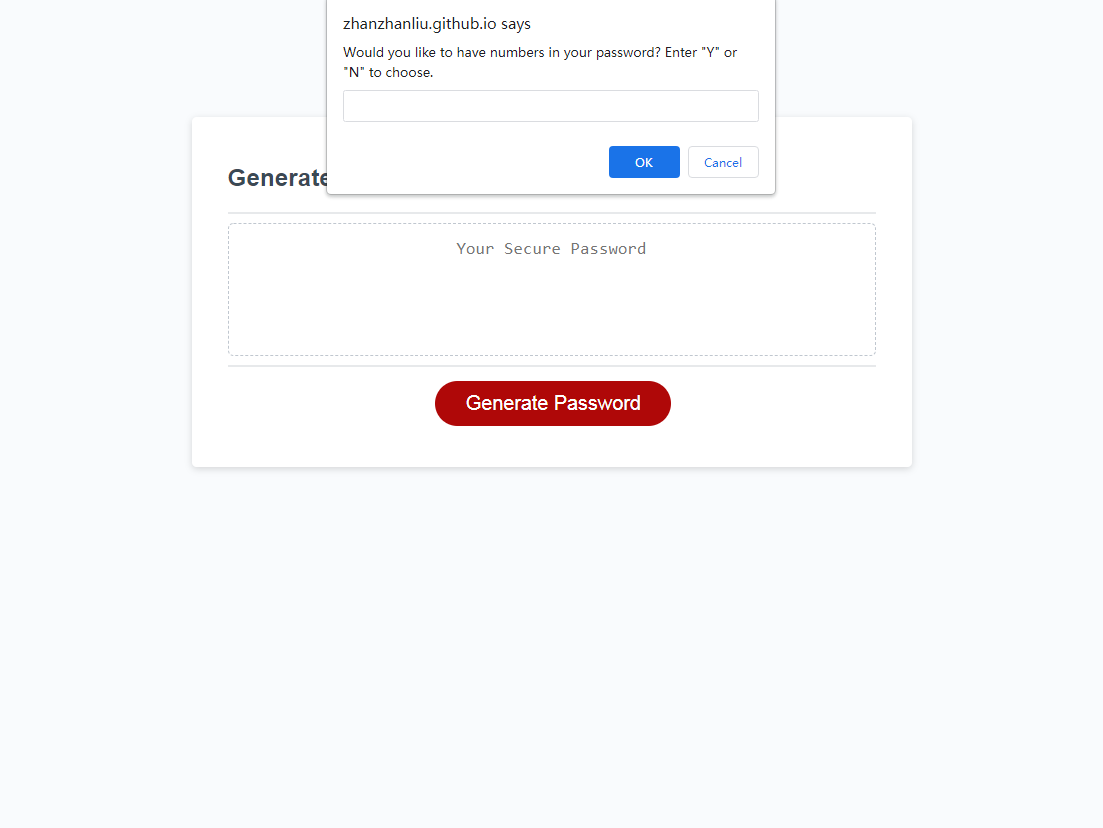 zhanzhanliu.github.io says
Would you like to have numbers in your password? Enter "Y" or
"N" to choose.
OK Cancel
Generate
Your Secure Password
Generate Password